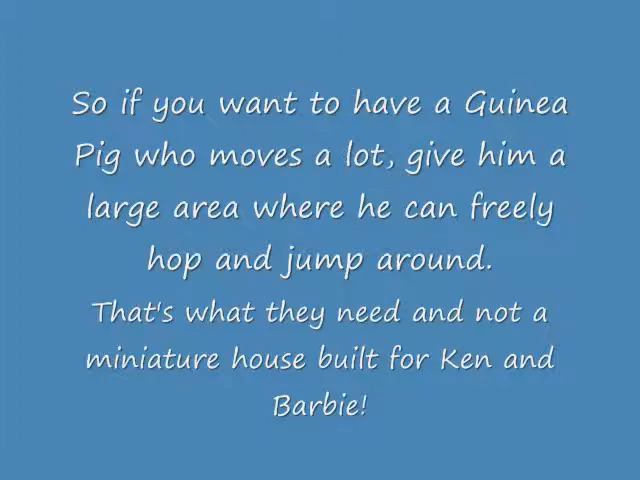 So if you want to have a Guinea
Pig who moves a lot, give him a
large area where he can freely
hop and jump around.
That's what they need and not a
miniature house built for Ken and
Barbie!